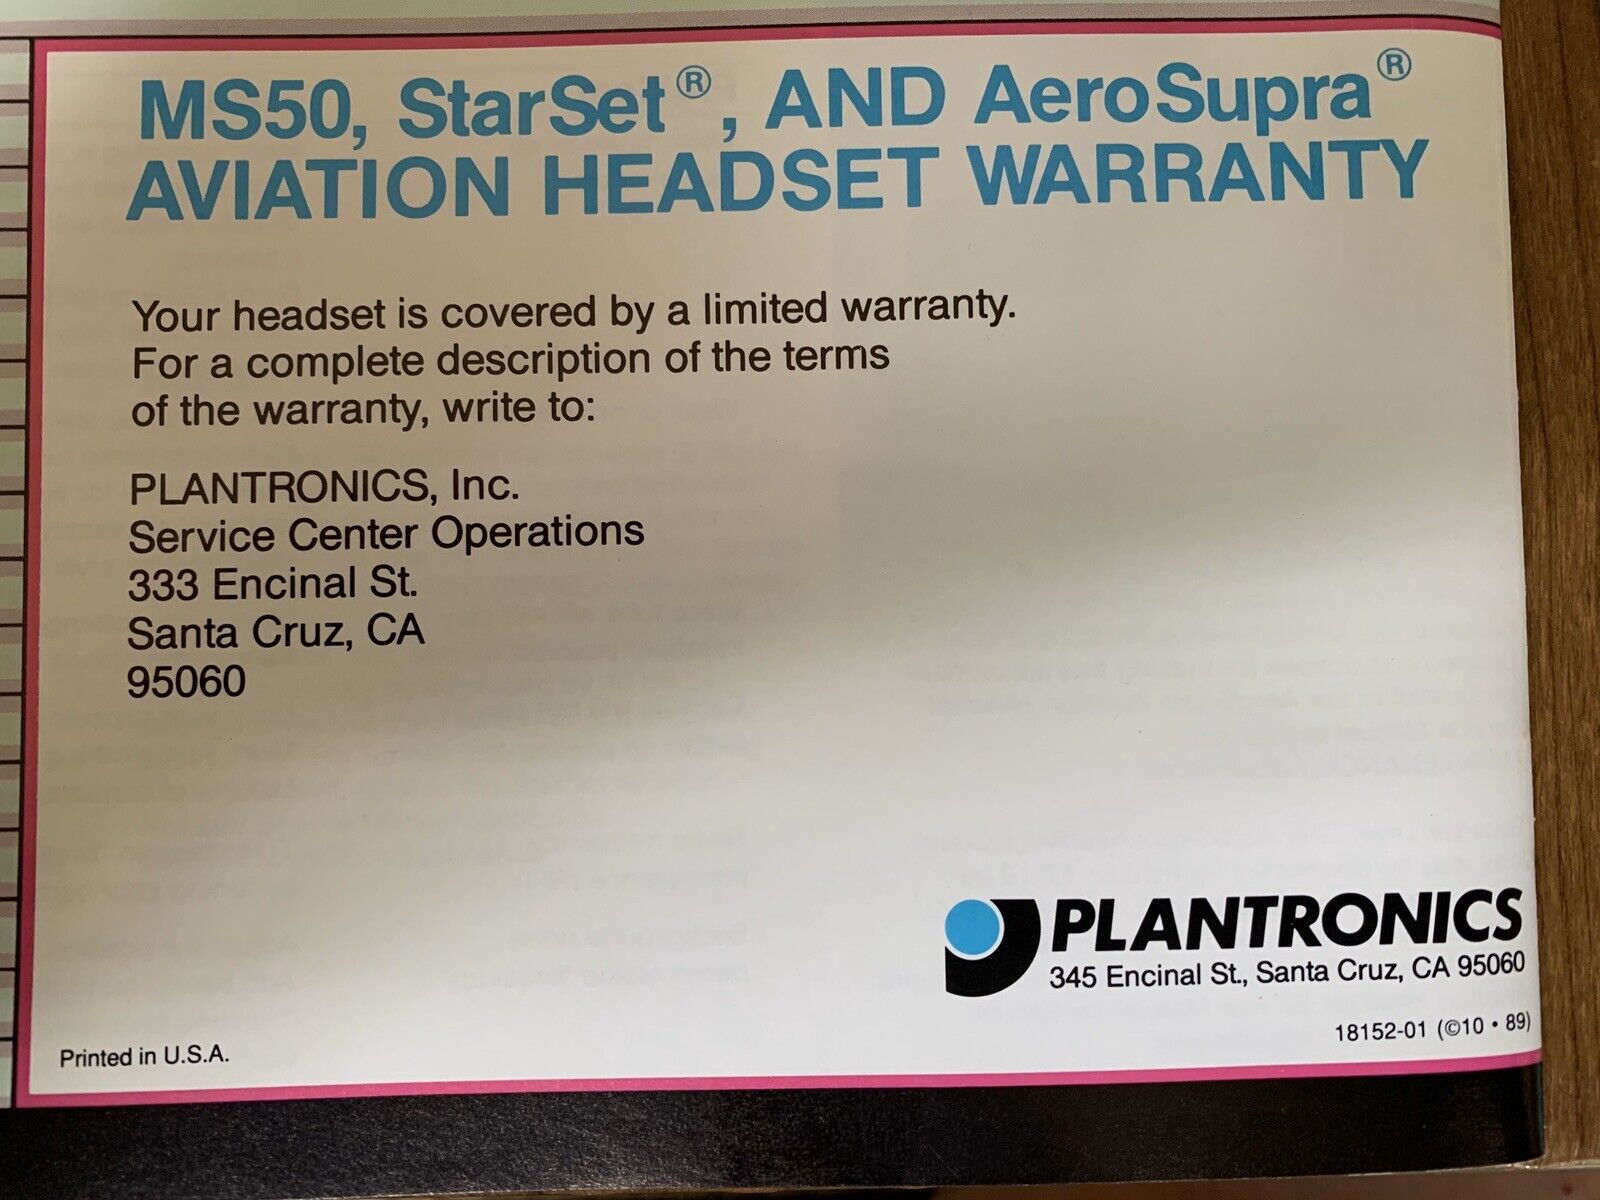 MS50, StarSet®, AND AeroSupra®
AVIATION HEADSET WARRANTY
Your headset is covered by a limited warranty.
For a complete description of the terms
of the warranty, write to:
PLANTRONICS, Inc.
Service Center Operations
333 Encinal St.
Santa Cruz, CA
95060
PLANTRONICS
345 Encinal St., Santa Cruz, CA 95060
18152-01 (©10 • 89)
Printed in U.S.A.